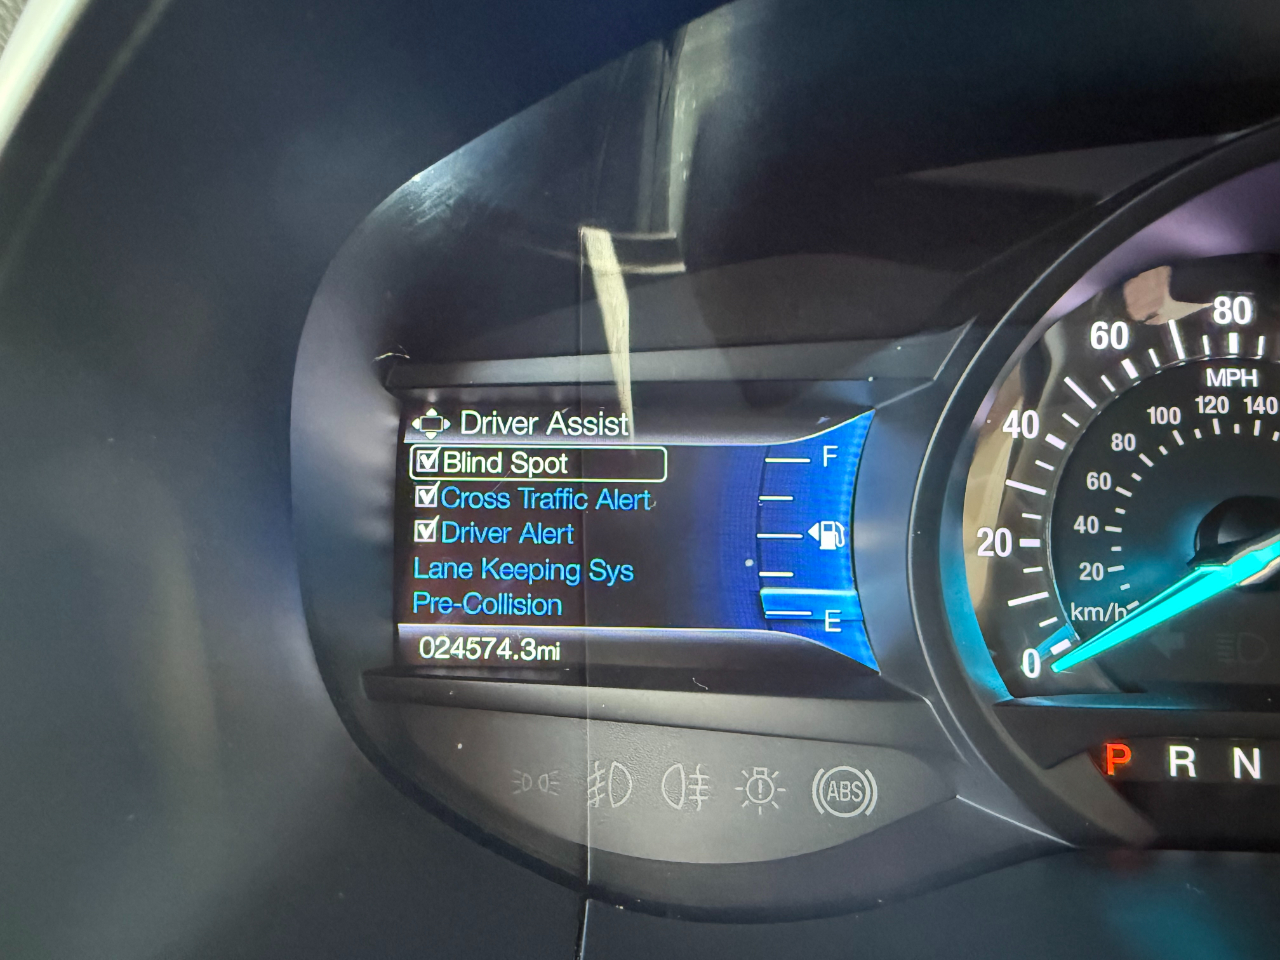 Driver Assist
Blind Spot
Cross Traffic Alert
Driver Alert
Lane Keeping Sys
Pre-Collision
024574.3mi
F
E
0
20
40
60
80
MPH
20
40
60
80
100
120
140
km/h
P R N
ABS